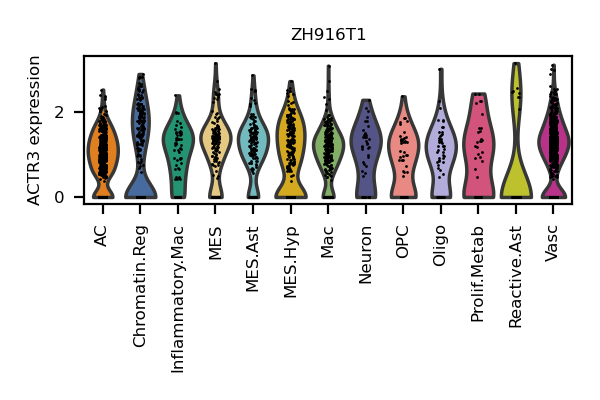 ZH916T1
ACTR3 expression
2
0
AC
Chromatin.Reg
Inflammatory.Mac
MES
MES.Ast
MES.Hyp
Mac
Neuron
OPC
Oligo
Prolif.Metab
Reactive.Ast
Vasc